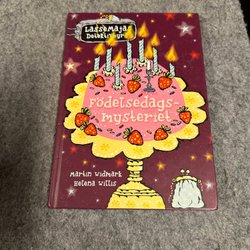 LasseMajas
Detektivbyrå
Födelsedags-
mysteriet
Martin Widmark
Helena Willis